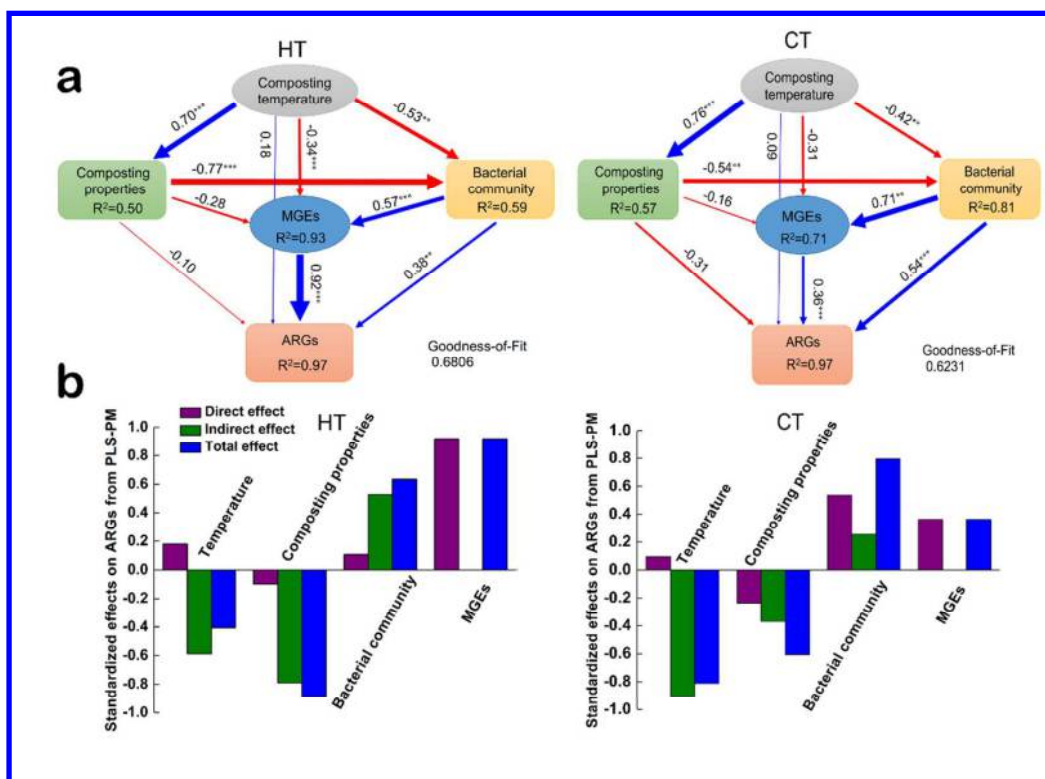 a
HT
Composting
temperature
0.70***
0.18
-0.34***
-0.53**
Composting
properties
R²=0.50
-0.77***
Bacterial
community
R²=0.59
-0.28
MGEs
R²=0.93
0.57***
-0.10
0.92***
0.38**
ARGs
R²=0.97
Goodness-of-Fit
0.6806
CT
Composting
temperature
0.76***
0.09
-0.31
-0.42**
Composting
properties
R²=0.57
-0.54**
Bacterial
community
R²=0.81
-0.16
MGEs
R²=0.71
0.71**
-0.31
0.36***
0.54***
ARGs
R²=0.97
Goodness-of-Fit
0.6231
b
Standardized effects on ARGs from PLS-PM
1.0
0.8
0.6
0.4
0.2
0.0
-0.2
-0.4
-0.6
-0.8
-1.0
Direct effect
Indirect effect
Total effect
HT
Temperature
Composting properties
Bacterial community
MGEs
Standardized effects on ARGs from PLS-PM
1.0
0.8
0.6
0.4
0.2
0.0
-0.2
-0.4
-0.6
-0.8
-1.0
CT
Temperature
Composting properties
Bacterial community
MGEs